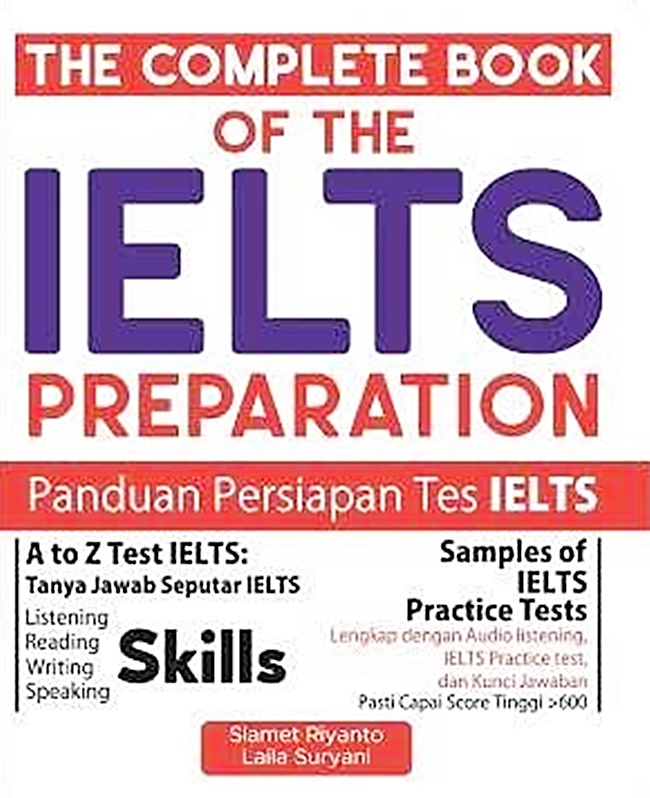 THE COMPLETE BOOK
OF THE
IELTS
PREPARATION
Panduan Persiapan Tes IELTS
A to Z Test IELTS:
Tanya Jawab Seputar IELTS
Listening
Reading
Writing
Speaking
Skills
Samples of
IELTS
Practice Tests
Lengkap dengan Audio listening,
IELTS Practice test,
dan Kunci Jawaban
Pasti Capai Score Tinggi >600
Slamet Riyanto
Laila Suryani